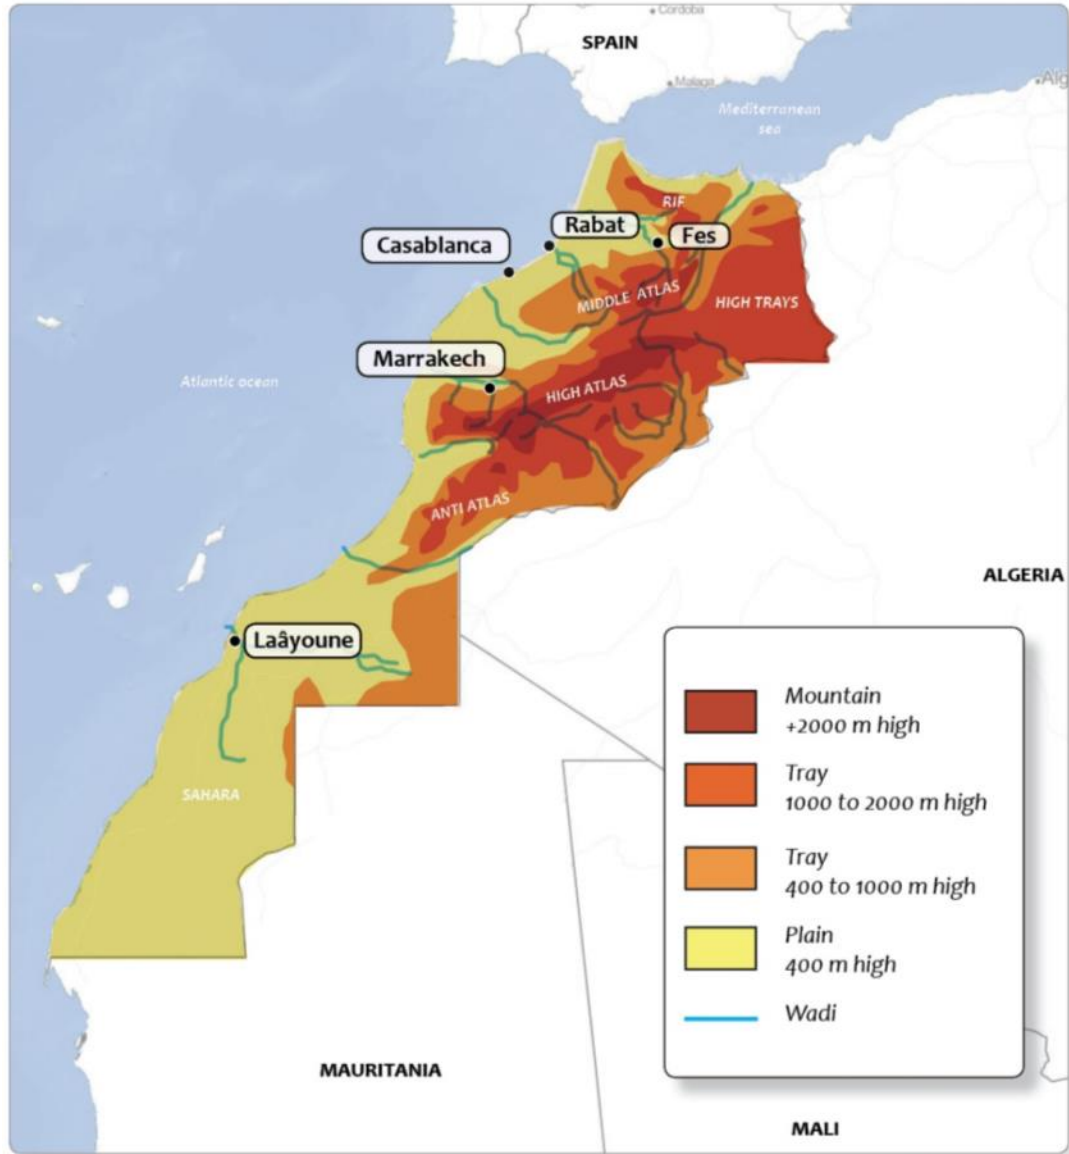 Cordoba
SPAIN
Malaga
Alg
Mediterranean
sea
RIF
Rabat
Casablanca
Fes
MIDDLE ATLAS
HIGH TRAYS
Marrakech
Atlantic ocean
HIGH ATLAS
ANTI ATLAS
ALGERIA
Laâyoune
Mountain
+2000 m high
Tray
1000 to 2000 m high
SAHARA
Tray
400 to 1000 m high
Plain
400 m high
Wadi
MAURITANIA
MALI